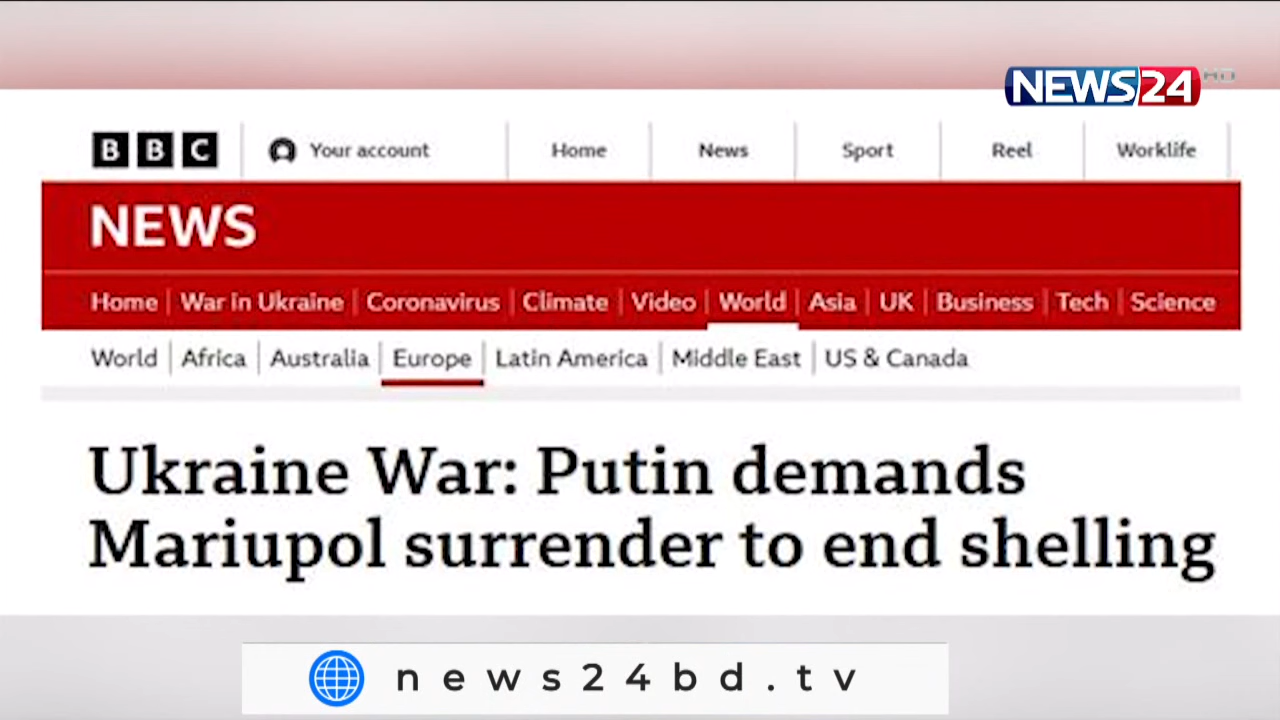 NEWS24 HD
BBC Your account Home News Sport Reel Worklife
NEWS
Home War in Ukraine Coronavirus Climate Video World Asia UK Business Tech Science
World Africa Australia Europe Latin America Middle East US & Canada
Ukraine War: Putin demands
Mariupol surrender to end shelling
news24bd.tv